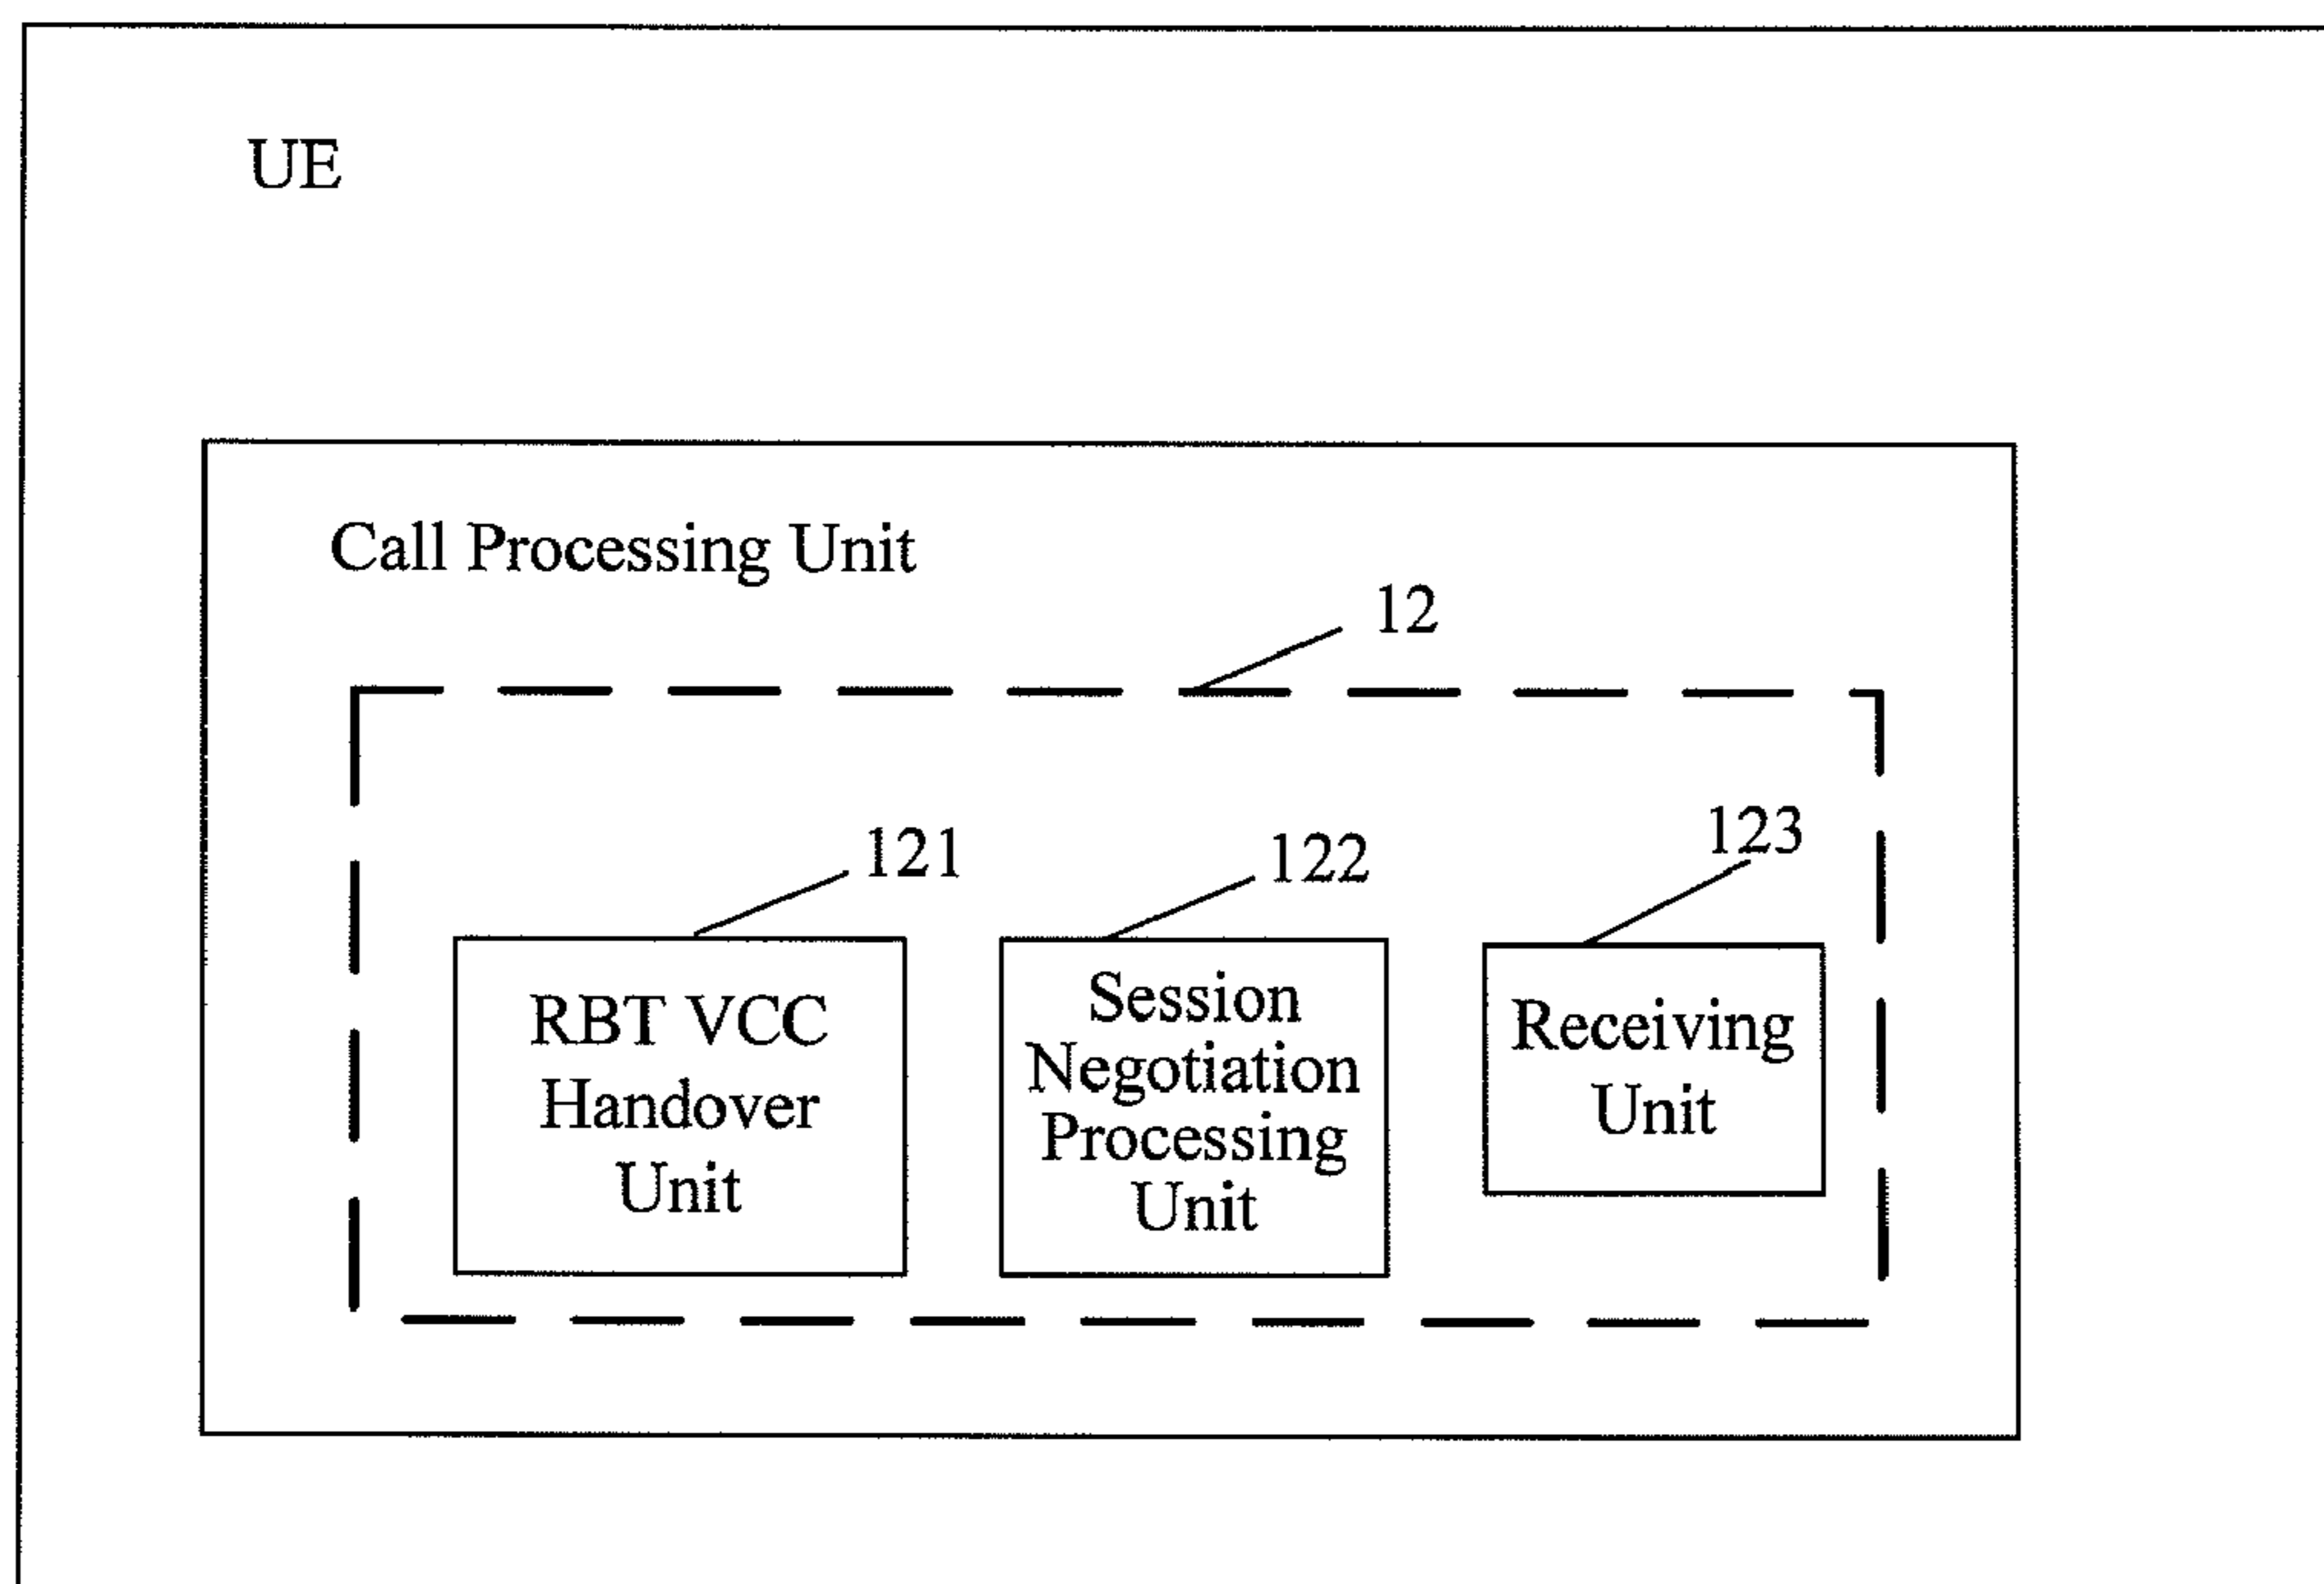 UE
Call Processing Unit
12
121
122
123
RBT VCC
Handover
Unit
Session
Negotiation
Processing
Unit
Receiving
Unit